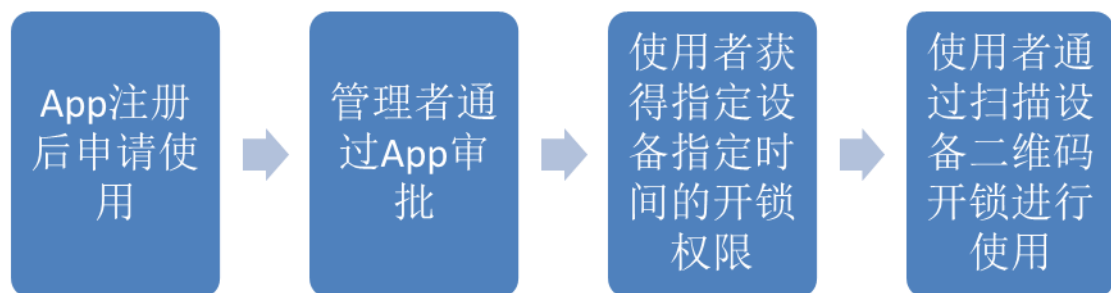 App注册
后申请使
用
管理者通
过App审
批
使用者获
得指定设
备指定时
间的开锁
权限
使用者通
过扫描设
备二维码
开锁进行
使用